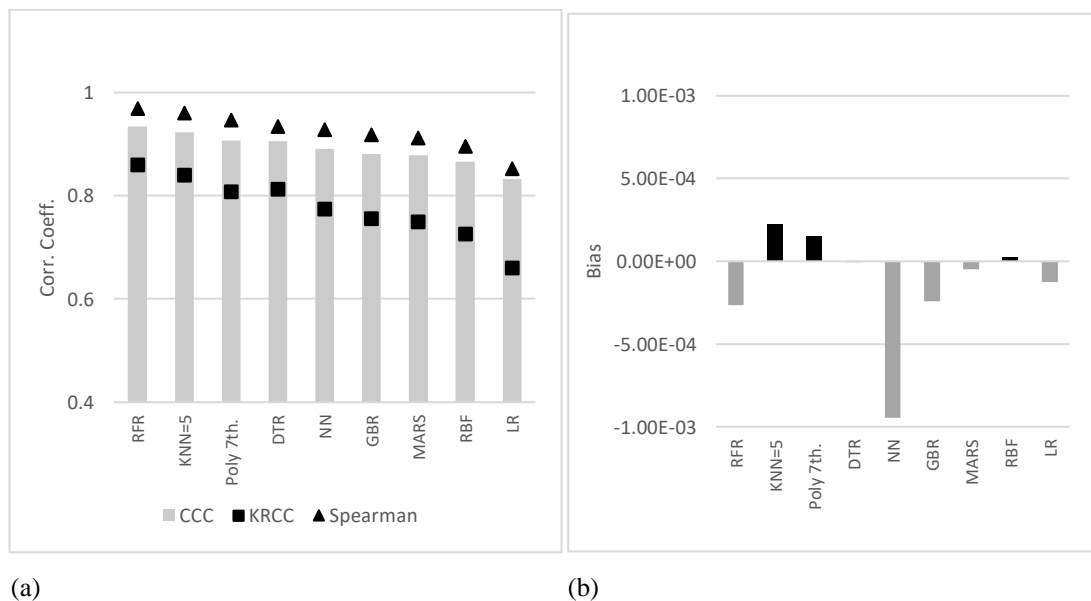 1
0.8
0.6
0.4
Corr. Coeff.
RFR
KNN=5
Poly 7th.
DTR
NN
GBR
MARS
RBF
LR
CCC KRCC Spearman
(a)
1.00E-03
5.00E-04
0.00E+00
-5.00E-04
-1.00E-03
Bias
RFR
KNN=5
Poly 7th.
DTR
NN
GBR
MARS
RBF
LR
(b)